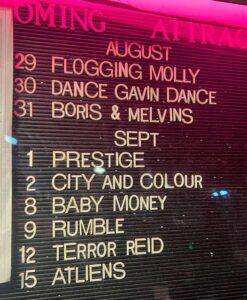 OMING ATTRAC
AUGUST
29 FLOGGING MOLLY
30 DANCE GAVIN DANCE
31 BORIS & MELVINS
SEPT
1 PRESTIGE
2 CITY AND COLOUR
8 BABY MONEY
9 RUMBLE
12 TERROR REID
15 ATLIENS